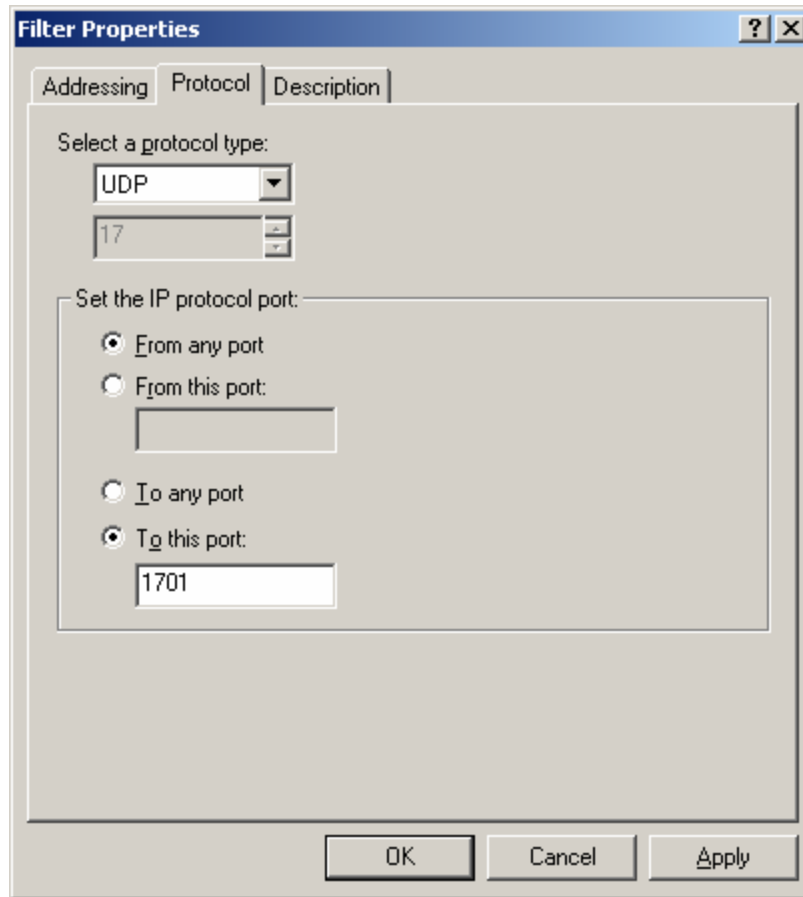 Filter Properties
Addressing Protocol Description
Select a protocol type:
UDP
17
Set the IP protocol port:
From any port
From this port:
To any port
To this port:
1701
OK Cancel Apply